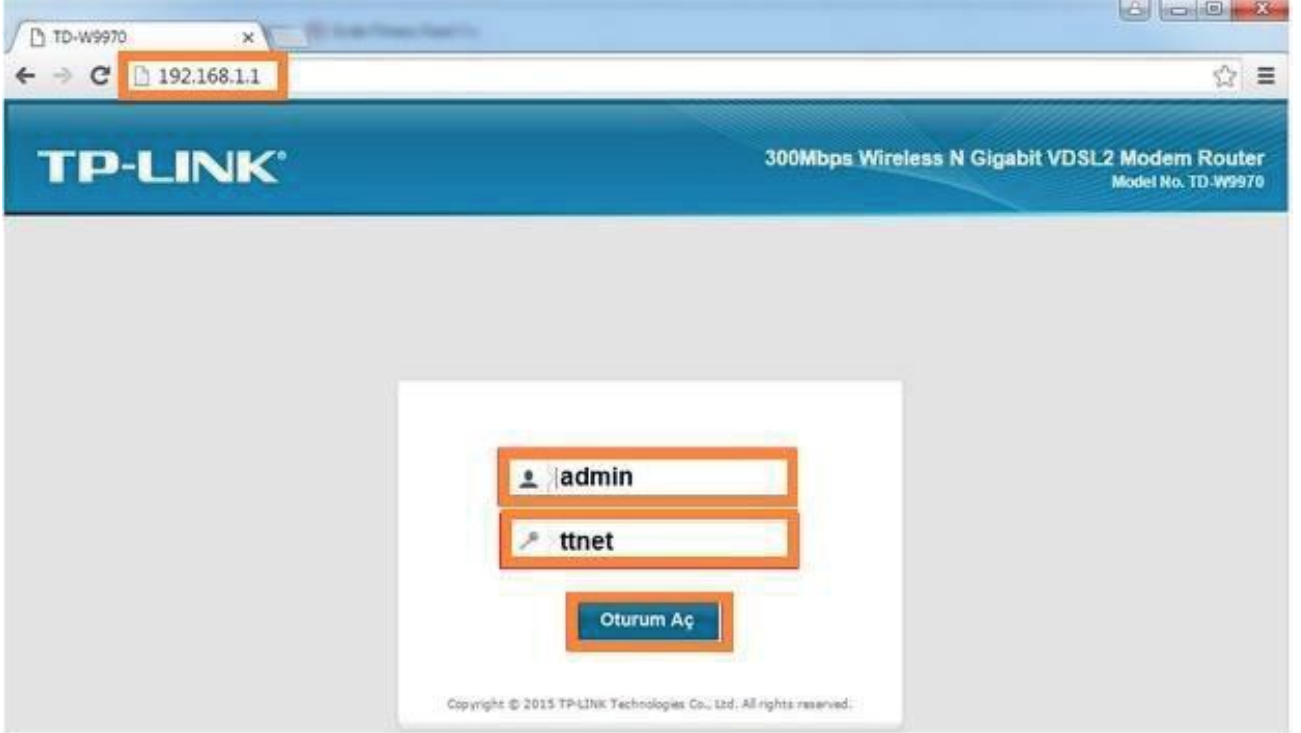 TD-W9970
192.168.1.1
TP-LINK®
300Mbps Wireless N Gigabit VDSL2 Modem Router
Model No. TD-W9970
admin
ttnet
Oturum Aç
Copyright © 2015 TP-LINK Technologies Co., Ltd. All rights reserved.